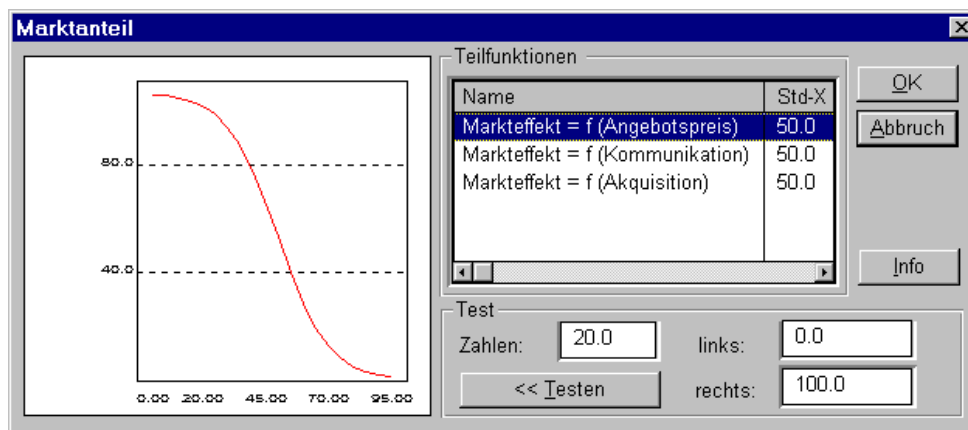 Marktanteil
80.0
40.0
0.00 20.00 45.00 70.00 95.00
Teilfunktionen
Name Std-X
Markteffekt = f (Angebotspreis) 50.0
Markteffekt = f (Kommunikation) 50.0
Markteffekt = f (Akquisition) 50.0
OK
Abbruch
Info
Test
Zahlen: 20.0 links: 0.0
<< Testen rechts: 100.0